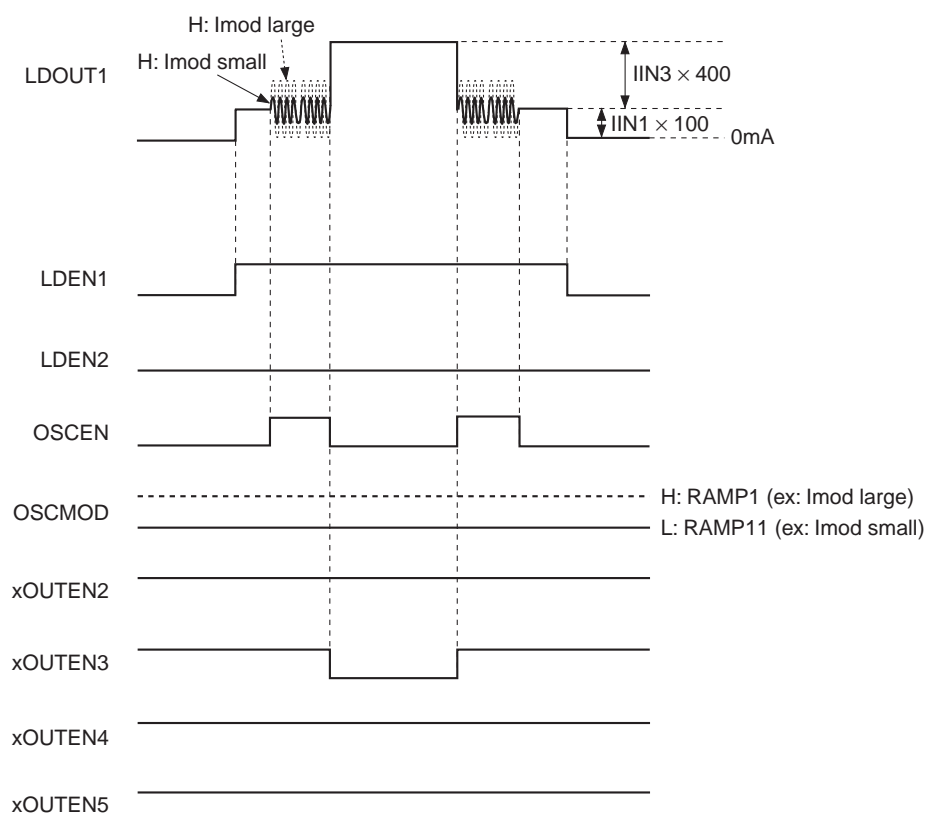 H: Imod large
H: Imod small
LDOUT1
IIN3 × 400
IIN1 × 100
0mA
LDEN1
LDEN2
OSCEN
OSCMOD
H: RAMP1 (ex: Imod large)
L: RAMP11 (ex: Imod small)
xOUTEN2
xOUTEN3
xOUTEN4
xOUTEN5